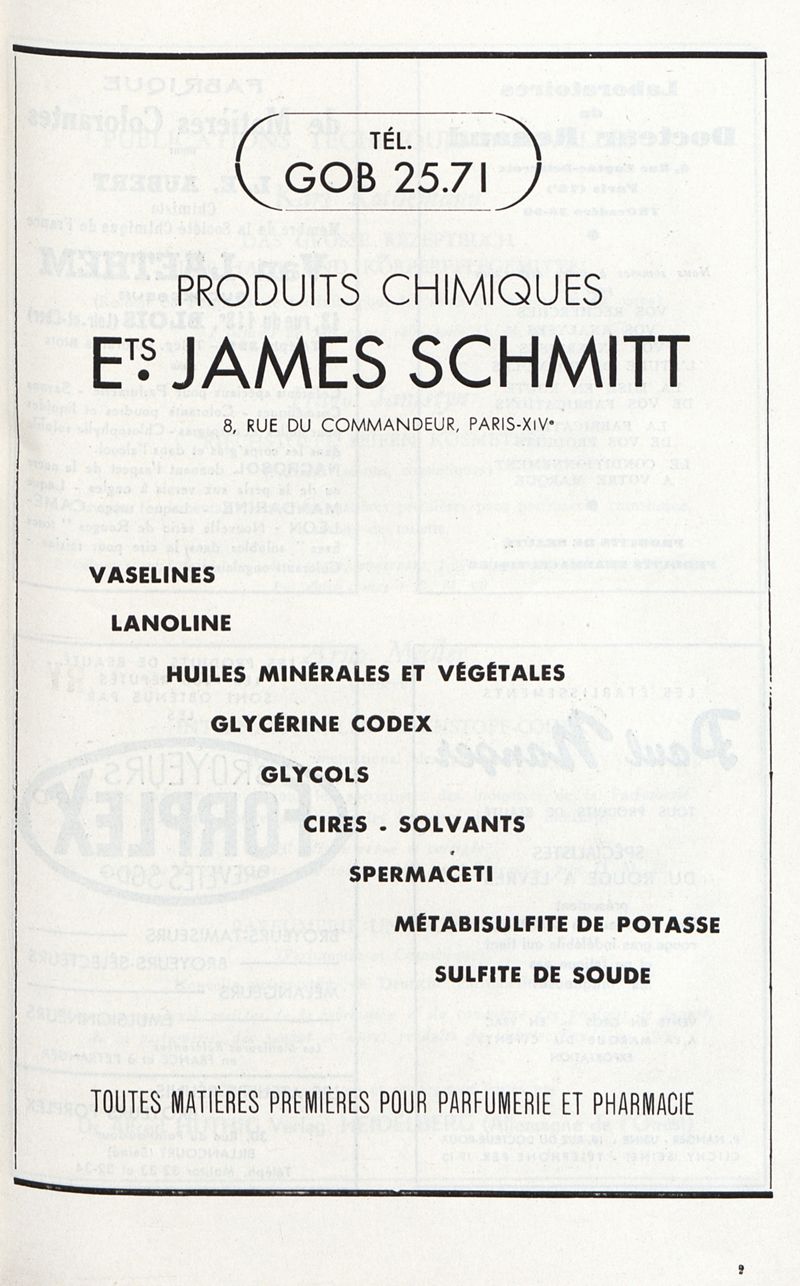 TÉL.
GOB 25.71
PRODUITS CHIMIQUES
ETS. JAMES SCHMITT
8, RUE DU COMMANDEUR, PARIS-XIVe
VASELINES
LANOLINE
HUILES MINÉRALES ET VÉGÉTALES
GLYCÉRINE CODEX
GLYCOLS
CIRES - SOLVANTS
SPERMACETI
MÉTABISULFITE DE POTASSE
SULFITE DE SOUDE
TOUTES MATIÈRES PREMIÈRES POUR PARFUMERIE ET PHARMACIE
9